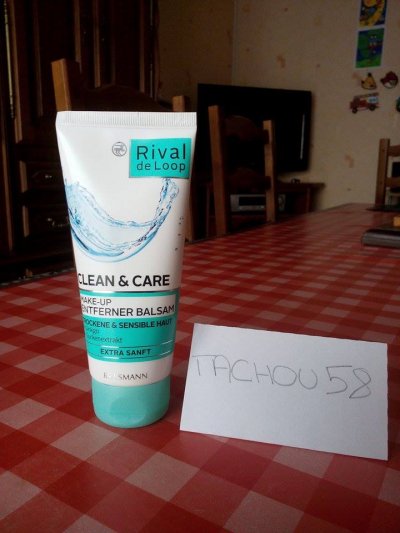 Rival
de Loop
CLEAN & CARE
MAKE-UP
ENTFERNER BALSAM
TROCKENE & SENSIBLE HAUT
EXTRA SANFT
ROSSMANN
TACHOU58